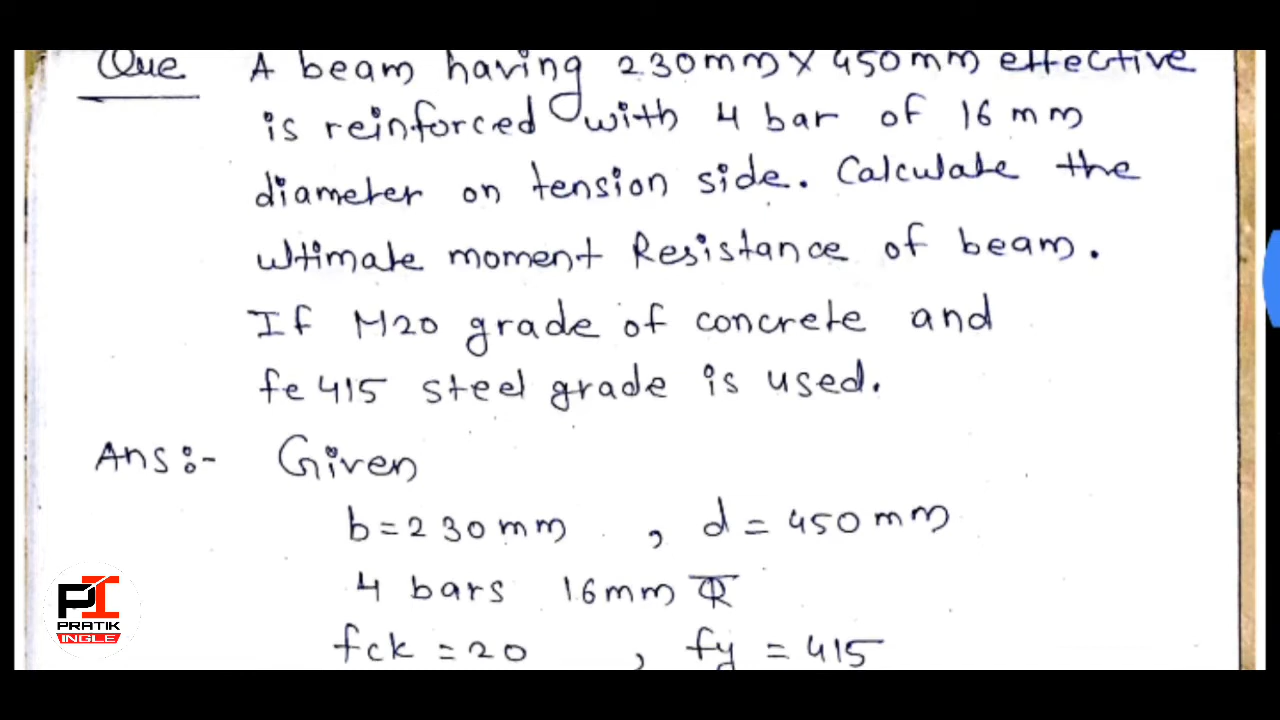 Que A beam having 230mm x 450mm effective
is reinforced with 4 bar of 16 mm
diameter on tension side. Calculate the
ultimate moment Resistance of beam.
If M20 grade of concrete and
fe 415 steel grade is used.
Ans:- Given
b = 230 mm , d = 450 mm
4 bars 16mm Φ
fck = 20 , fy = 415
PI
PRATIK
INGLE